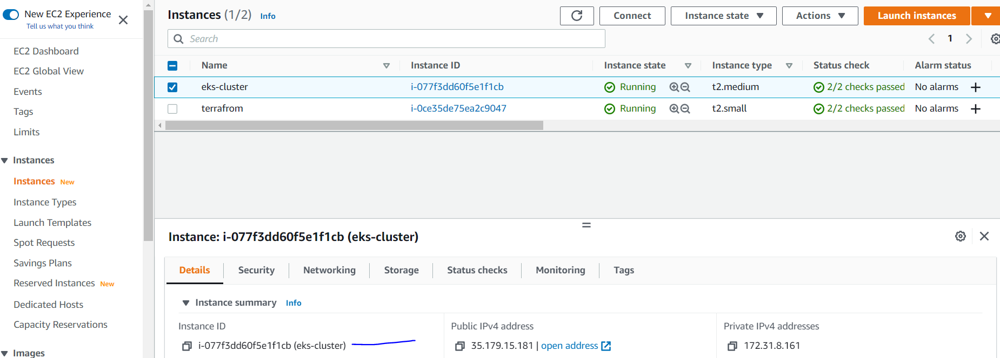 New EC2 Experience
Tell us what you think
EC2 Dashboard
EC2 Global View
Events
Tags
Limits
Instances
Instances New
Instance Types
Launch Templates
Spot Requests
Savings Plans
Reserved Instances New
Dedicated Hosts
Capacity Reservations
Images
Instances (1/2) Info
Connect
Instance state
Actions
Launch instances
Search
1
Name Instance ID Instance state Instance type Status check Alarm status
eks-cluster i-077f3dd60f5e1f1cb Running t2.medium 2/2 checks passed No alarms +
terrafrom i-0ce35de75ea2c9047 Running t2.small 2/2 checks passed No alarms +
Instance: i-077f3dd60f5e1f1cb (eks-cluster)
Details Security Networking Storage Status checks Monitoring Tags
Instance summary Info
Instance ID Public IPv4 address Private IPv4 addresses
i-077f3dd60f5e1f1cb (eks-cluster) 35.179.15.181 | open address 172.31.8.161